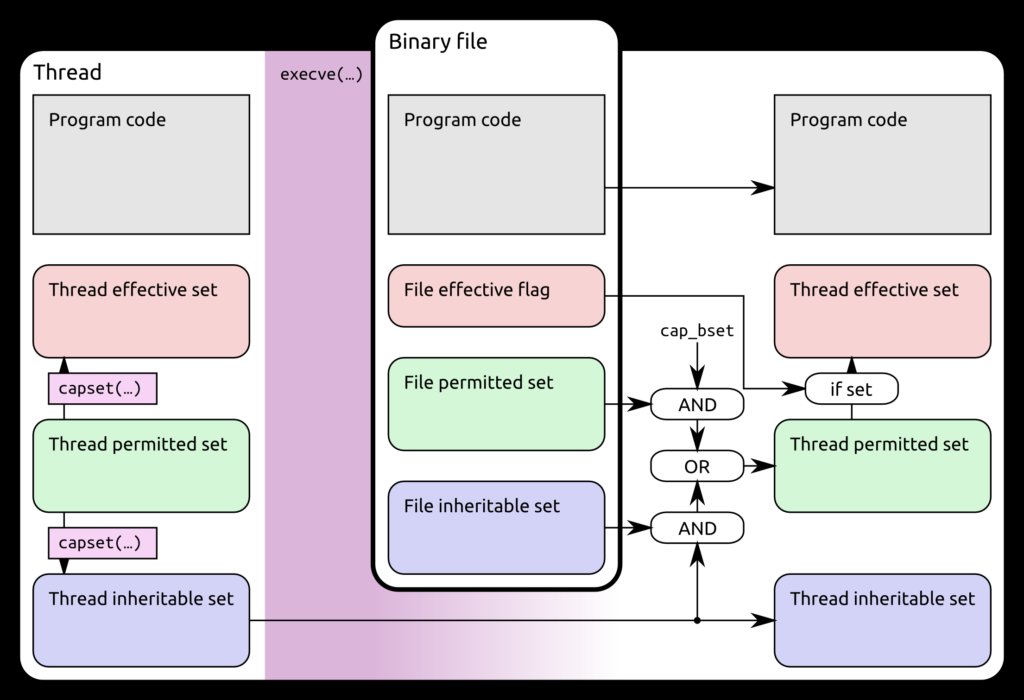 Thread
Program code
Thread effective set
capset(…)
Thread permitted set
capset(…)
Thread inheritable set
execve(…)
Binary file
Program code
File effective flag
File permitted set
File inheritable set
cap_bset
AND
OR
AND
Program code
Thread effective set
if set
Thread permitted set
Thread inheritable set